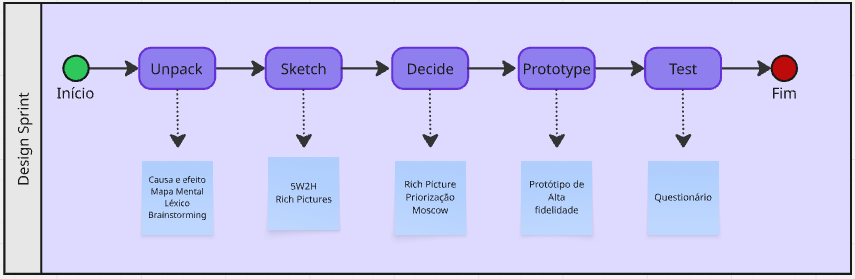 Design Sprint
Início
Unpack
Sketch
Decide
Prototype
Test
Fim
Causa e efeito
Mapa Mental
Léxico
Brainstorming
5W2H
Rich Pictures
Rich Picture
Priorização
Moscow
Protótipo de
Alta
fidelidade
Questionário